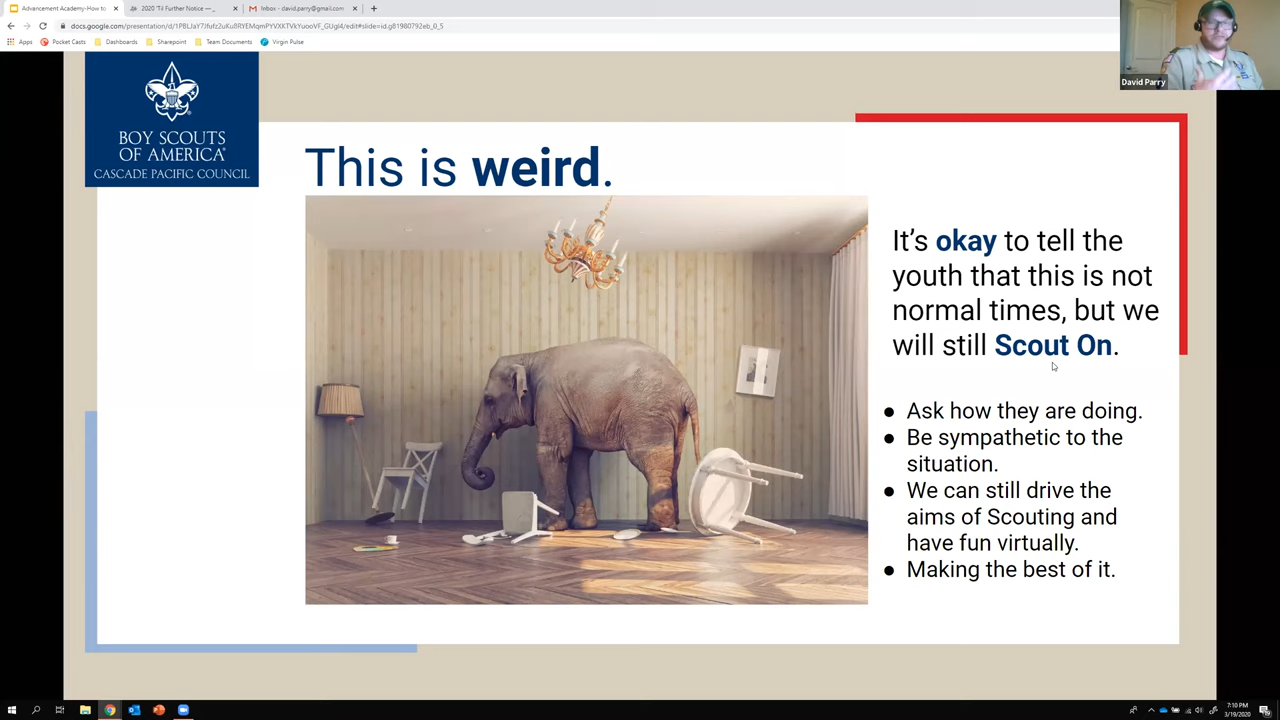 Advancement Academy-How to
2020 'Til Further Notice —
Inbox - david.parry@gmail.com
docs.google.com/presentation/d/1PBLJaY7Jfufz2uKu8RYEMqmPYVXKTVkYuooVF_GUgI4/edit#slide=id.g81980792eb_0_5
Apps
Pocket Casts
Dashboards
Sharepoint
Team Documents
Virgin Pulse
David Parry
BOY SCOUTS
OF AMERICA
CASCADE PACIFIC COUNCIL
This is weird.
It's okay to tell the
youth that this is not
normal times, but we
will still Scout On.
● Ask how they are doing.
● Be sympathetic to the
situation.
● We can still drive the
aims of Scouting and
have fun virtually.
● Making the best of it.
7:10 PM
3/19/2020